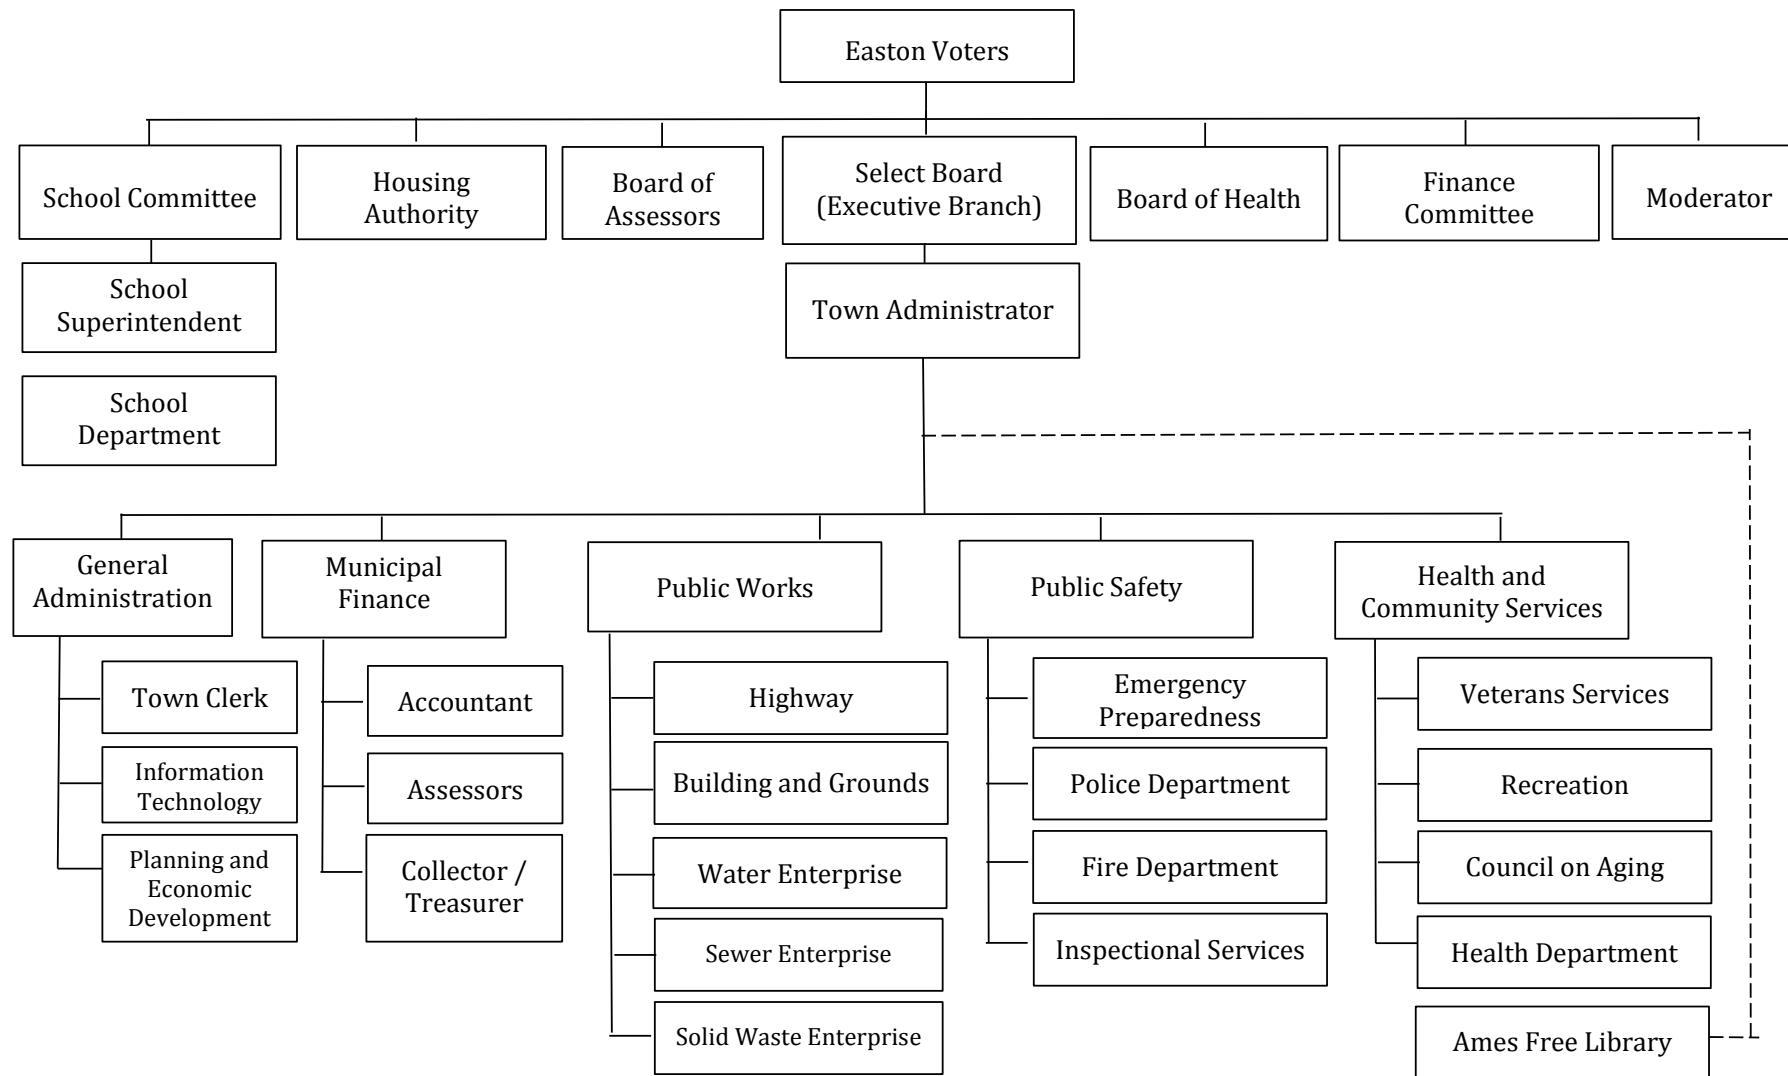 Easton Voters
School Committee
Housing
Authority
Board of
Assessors
Select Board
(Executive Branch)
Board of Health
Finance
Committee
Moderator
School
Superintendent
Town Administrator
School
Department
General
Administration
Municipal
Finance
Public Works
Public Safety
Health and
Community Services
Town Clerk
Information
Technology
Planning and
Economic
Development
Accountant
Assessors
Collector /
Treasurer
Highway
Building and Grounds
Water Enterprise
Sewer Enterprise
Solid Waste Enterprise
Emergency
Preparedness
Police Department
Fire Department
Inspectional Services
Veterans Services
Recreation
Council on Aging
Health Department
Ames Free Library